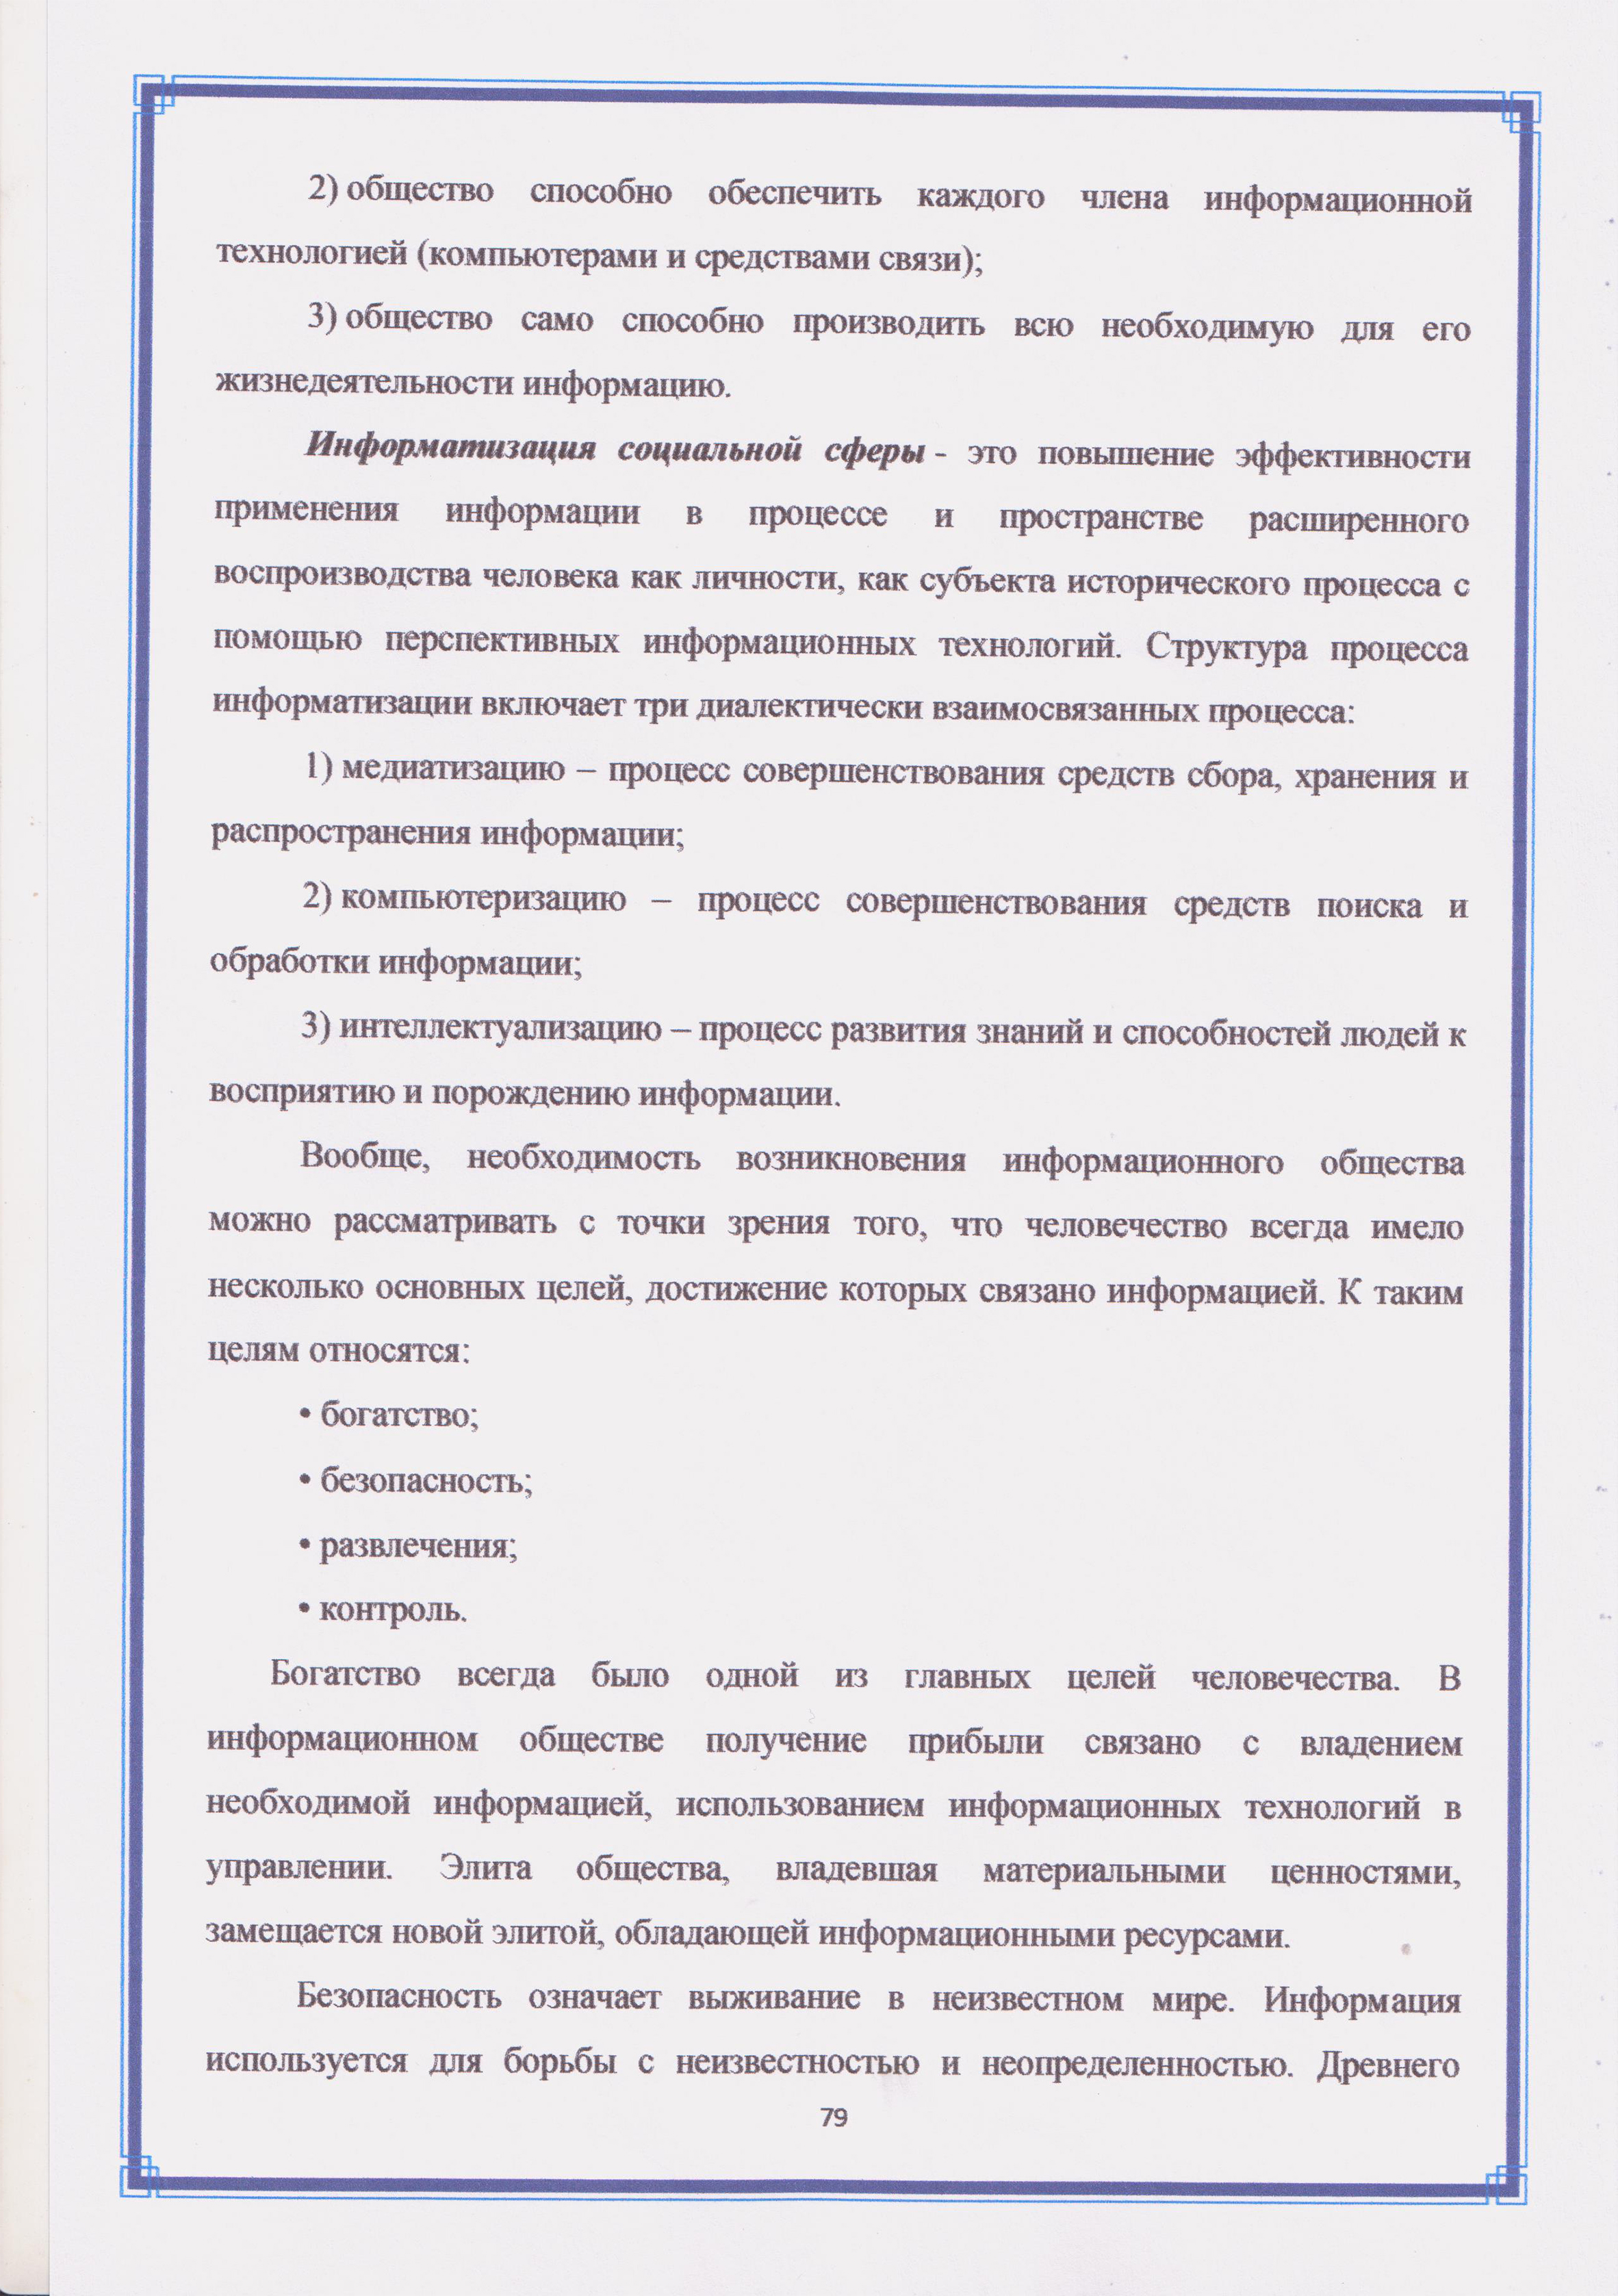 2) общество способно обеспечить каждого члена информационной
технологией (компьютерами и средствами связи);
3) общество само способно производить всю необходимую для его
жизнедеятельности информацию.
Информатизация социальной сферы - это повышение эффективности
применения информации в процессе и пространстве расширенного
воспроизводства человека как личности, как субъекта исторического процесса с
помощью перспективных информационных технологий. Структура процесса
информатизации включает три диалектически взаимосвязанных процесса:
1) медиатизацию – процесс совершенствования средств сбора, хранения и
распространения информации;
2) компьютеризацию – процесс совершенствования средств поиска и
обработки информации;
3) интеллектуализацию – процесс развития знаний и способностей людей к
восприятию и порождению информации.
Вообще, необходимость возникновения информационного общества
можно рассматривать с точки зрения того, что человечество всегда имело
несколько основных целей, достижение которых связано информацией. К таким
целям относятся:
• богатство;
• безопасность;
• развлечения;
• контроль.
Богатство всегда было одной из главных целей человечества. В
информационном обществе получение прибыли связано с владением
необходимой информацией, использованием информационных технологий в
управлении. Элита общества, владевшая материальными ценностями,
замещается новой элитой, обладающей информационными ресурсами.
Безопасность означает выживание в неизвестном мире. Информация
используется для борьбы с неизвестностью и неопределенностью. Древнего
79